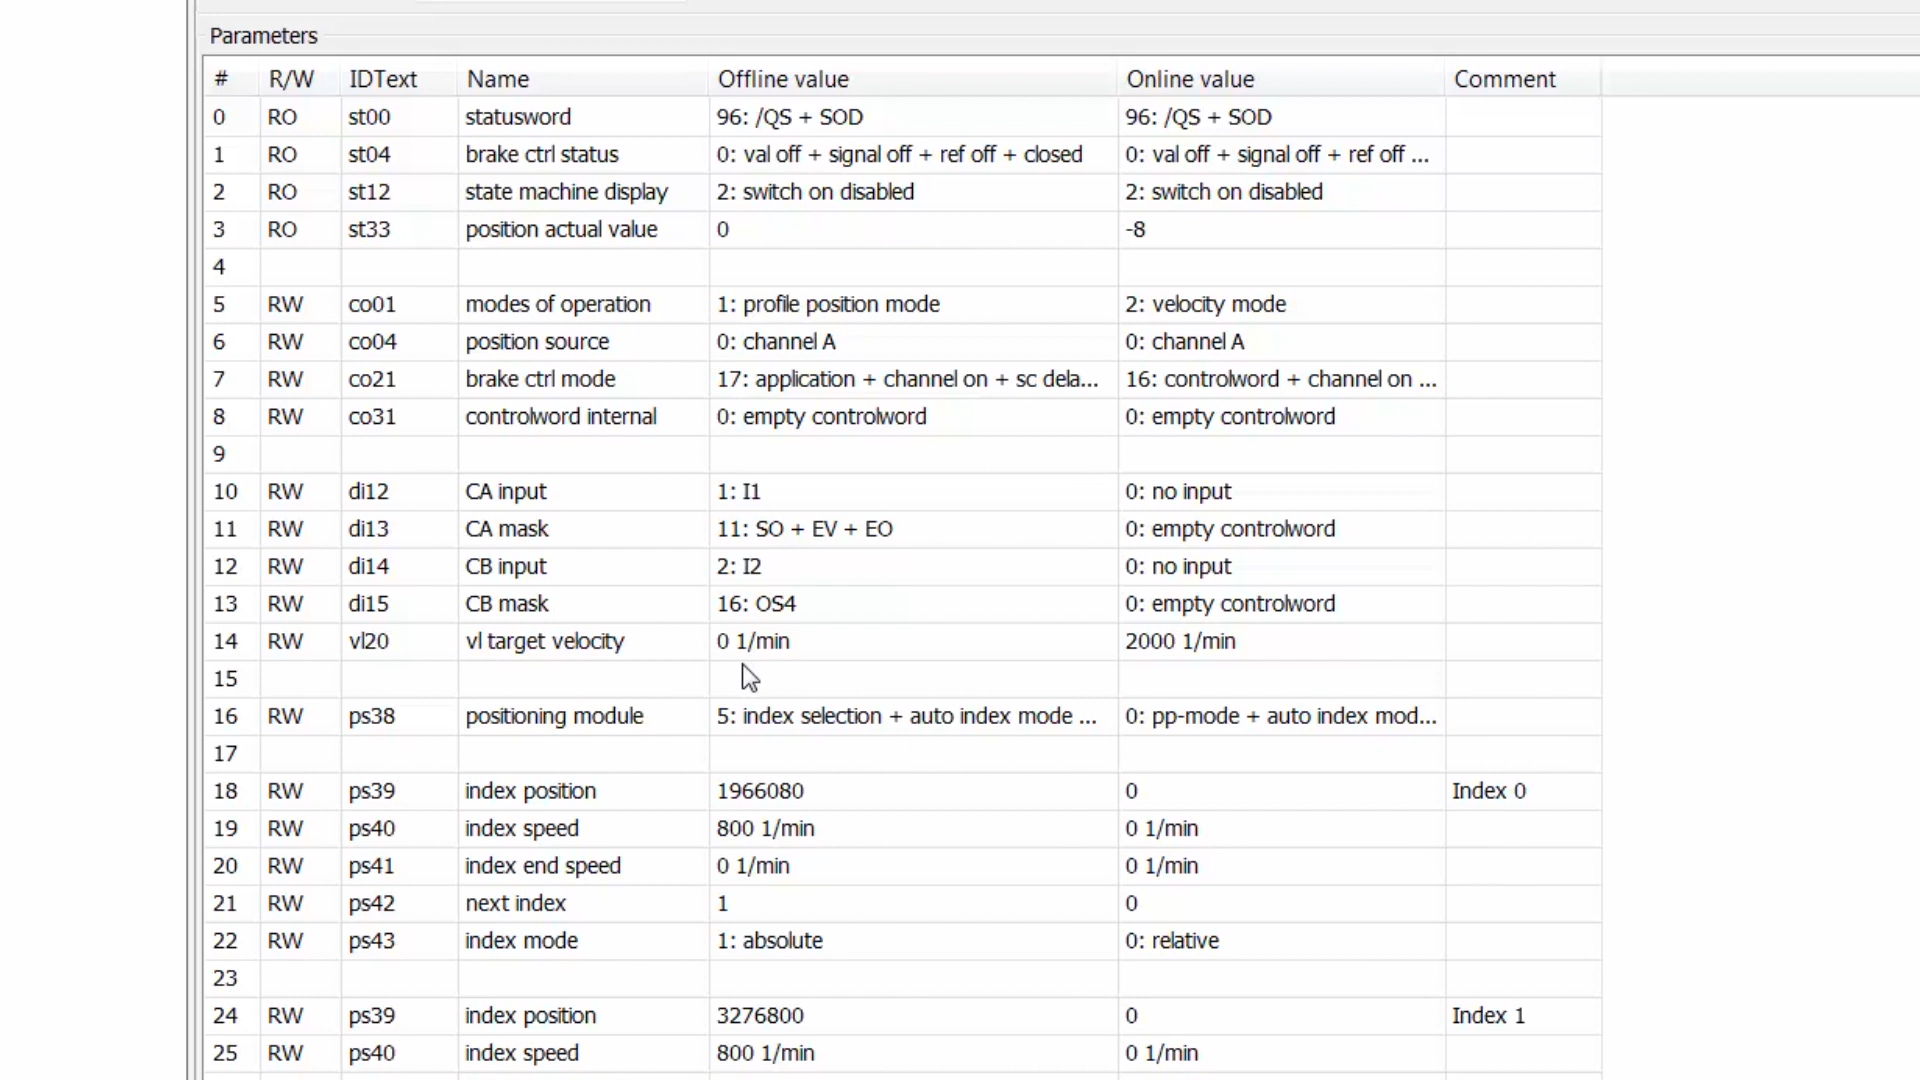 Parameters
# R/W IDText Name Offline value Online value Comment
0 RO st00 statusword 96: /QS + SOD 96: /QS + SOD
1 RO st04 brake ctrl status 0: val off + signal off + ref off + closed 0: val off + signal off + ref off ...
2 RO st12 state machine display 2: switch on disabled 2: switch on disabled
3 RO st33 position actual value 0 -8
4
5 RW co01 modes of operation 1: profile position mode 2: velocity mode
6 RW co04 position source 0: channel A 0: channel A
7 RW co21 brake ctrl mode 17: application + channel on + sc dela... 16: controlword + channel on ...
8 RW co31 controlword internal 0: empty controlword 0: empty controlword
9
10 RW di12 CA input 1: I1 0: no input
11 RW di13 CA mask 11: SO + EV + EO 0: empty controlword
12 RW di14 CB input 2: I2 0: no input
13 RW di15 CB mask 16: OS4 0: empty controlword
14 RW vl20 vl target velocity 0 1/min 2000 1/min
15
16 RW ps38 positioning module 5: index selection + auto index mode ... 0: pp-mode + auto index mod...
17
18 RW ps39 index position 1966080 0 Index 0
19 RW ps40 index speed 800 1/min 0 1/min
20 RW ps41 index end speed 0 1/min 0 1/min
21 RW ps42 next index 1 0
22 RW ps43 index mode 1: absolute 0: relative
23
24 RW ps39 index position 3276800 0 Index 1
25 RW ps40 index speed 800 1/min 0 1/min